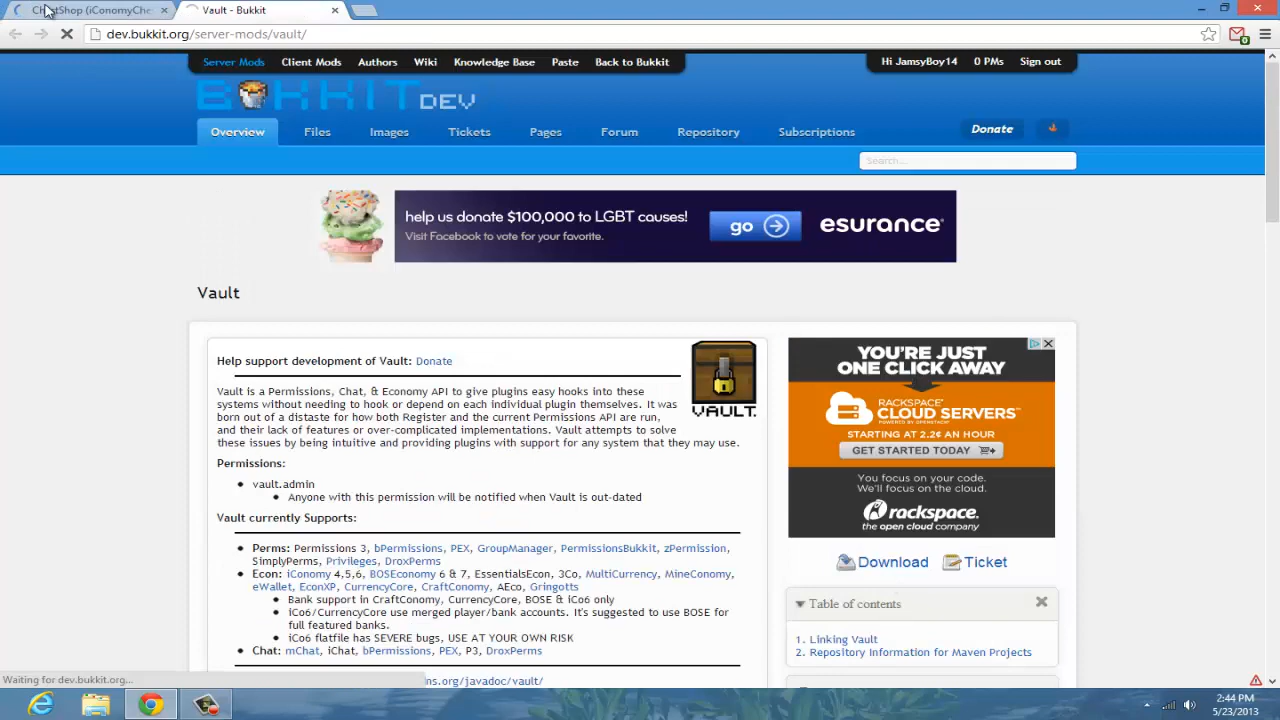 ChestShop (iConomyChe
Vault - Bukkit
dev.bukkit.org/server-mods/vault/
Server Mods Client Mods Authors Wiki Knowledge Base Paste Back to Bukkit
Hi JamsyBoy14 0 PMs Sign out
BUKKIT DEV
Overview Files Images Tickets Pages Forum Repository Subscriptions
Donate
Search...
help us donate $100,000 to LGBT causes!
Visit Facebook to vote for your favorite.
go
esurance
Vault
Help support development of Vault: Donate
VAULT.
Vault is a Permissions, Chat, & Economy API to give plugins easy hooks into these
systems without needing to hook or depend on each individual plugin themselves. It was
born out of a distaste for how both Register and the current Permissions API are run,
and their lack of features or over-complicated implementations. Vault attempts to solve
these issues by being intuitive and providing plugins with support for any system that they may use.
Permissions:
vault.admin
Anyone with this permission will be notified when Vault is out-dated
Vault currently Supports:
Perms: Permissions 3, bPermissions, PEX, GroupManager, PermissionsBukkit, zPermission,
SimplyPerms, Privileges, DroxPerms
Econ: iConomy 4,5,6, BOSEconomy 6 & 7, EssentialsEcon, 3Co, MultiCurrency, MineConomy,
eWallet, EconXP, CurrencyCore, CraftConomy, AEco, Gringotts
Bank support in CraftConomy, CurrencyCore, BOSE & iCo6 only
iCo6/CurrencyCore use merged player/bank accounts. It's suggested to use BOSE for
full featured banks.
iCo6 flatfile has SEVERE bugs, USE AT YOUR OWN RISK
Chat: mChat, iChat, bPermissions, PEX, P3, DroxPerms
ns.org/javadoc/vault/
YOU'RE JUST
ONE CLICK AWAY
RACKSPACE
CLOUD SERVERS
POWERED BY OPENSTACK
STARTING AT 2.2¢ AN HOUR
GET STARTED TODAY
You focus on your code.
We'll focus on the cloud.
rackspace.
the open cloud company
Download Ticket
Table of contents
1. Linking Vault
2. Repository Information for Maven Projects
Waiting for dev.bukkit.org...
2:44 PM
5/23/2013